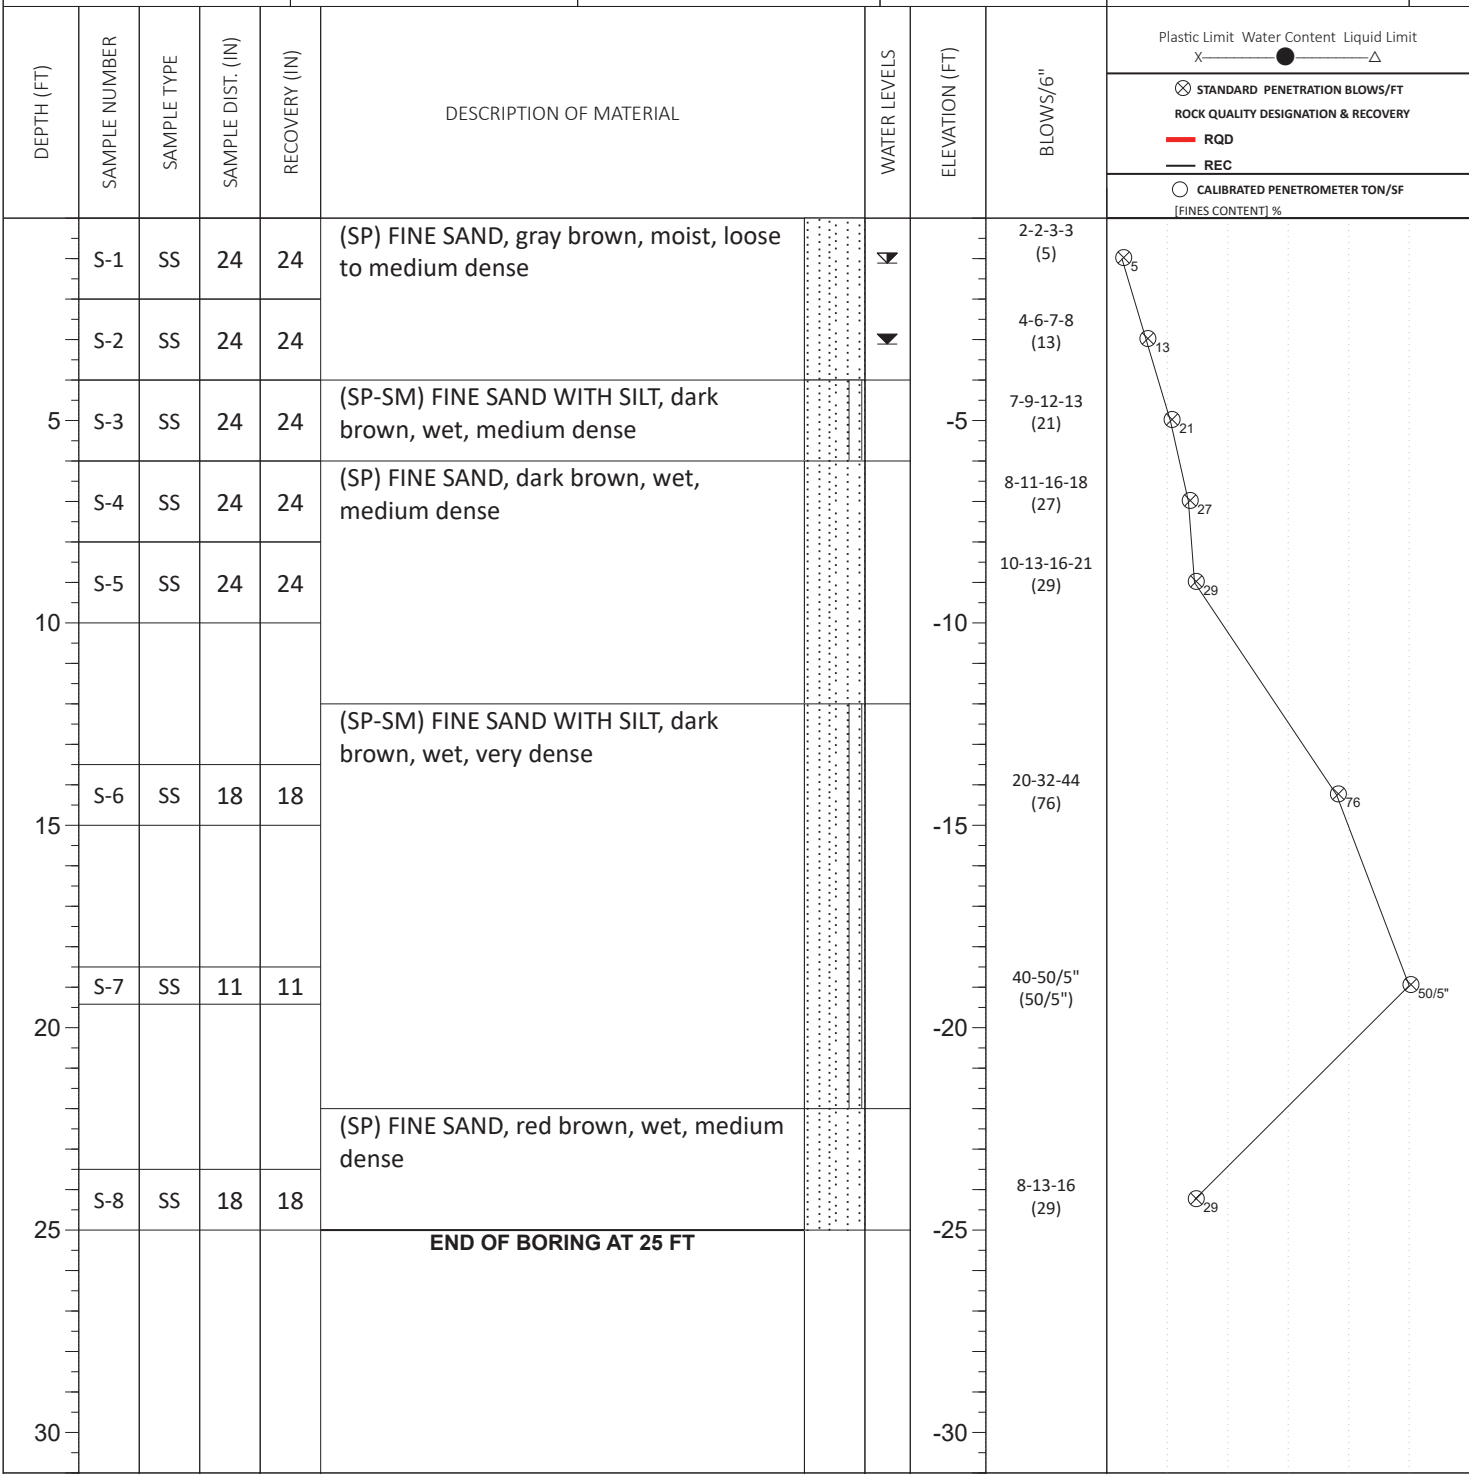 DEPTH (FT)
SAMPLE NUMBER
SAMPLE TYPE
SAMPLE DIST. (IN)
RECOVERY (IN)
DESCRIPTION OF MATERIAL
WATER LEVELS
ELEVATION (FT)
BLOWS/6"
Plastic Limit Water Content Liquid Limit
X
STANDARD PENETRATION BLOWS/FT
ROCK QUALITY DESIGNATION & RECOVERY
RQD
REC
CALIBRATED PENETROMETER TON/SF
[FINES CONTENT] %
S-1 SS 24 24
(SP) FINE SAND, gray brown, moist, loose
to medium dense
2-2-3-3
(5)
5
S-2 SS 24 24
4-6-7-8
(13)
13
5
S-3 SS 24 24
(SP-SM) FINE SAND WITH SILT, dark
brown, wet, medium dense
-5
7-9-12-13
(21)
21
S-4 SS 24 24
(SP) FINE SAND, dark brown, wet,
medium dense
8-11-16-18
(27)
27
S-5 SS 24 24
10-13-16-21
(29)
29
10
-10
(SP-SM) FINE SAND WITH SILT, dark
brown, wet, very dense
S-6 SS 18 18
20-32-44
(76)
76
15
-15
S-7 SS 11 11
40-50/5"
(50/5")
50/5"
20
-20
(SP) FINE SAND, red brown, wet, medium
dense
S-8 SS 18 18
8-13-16
(29)
29
25
-25
END OF BORING AT 25 FT
30
-30